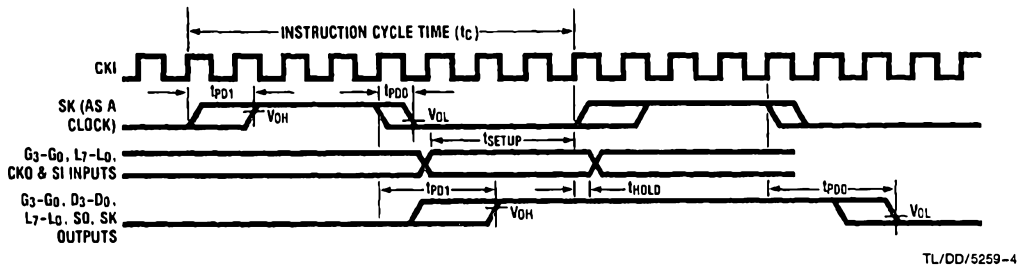 INSTRUCTION CYCLE TIME (tC)
CKI
tPD1
tPD0
SK (AS A
CLOCK)
VOH
VOL
tSETUP
G3–G0, L7–L0,
CKO & SI INPUTS
tPD1
tHOLD
tPD0
G3–G0, D3–D0,
L7–L0, SO, SK
OUTPUTS
VOH
VOL
TL/DD/5259–4